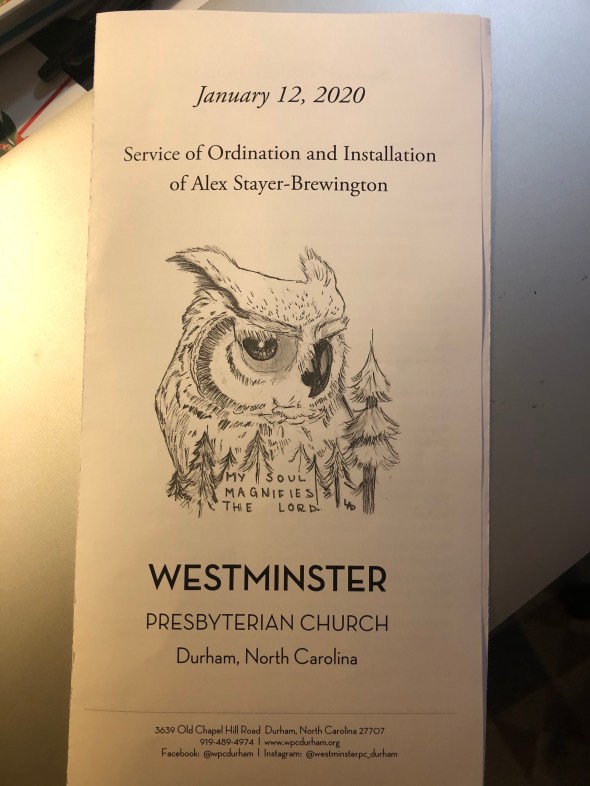 January 12, 2020
Service of Ordination and Installation
of Alex Stayer-Brewington
MY SOUL
MAGNIFIES
THE LORD
WESTMINSTER
PRESBYTERIAN CHURCH
Durham, North Carolina
3639 Old Chapel Hill Road Durham, North Carolina 27707
919-489-4974 | www.wpcdurham.org
Facebook: @wpcdurham | Instagram: @westminsterpc_durham